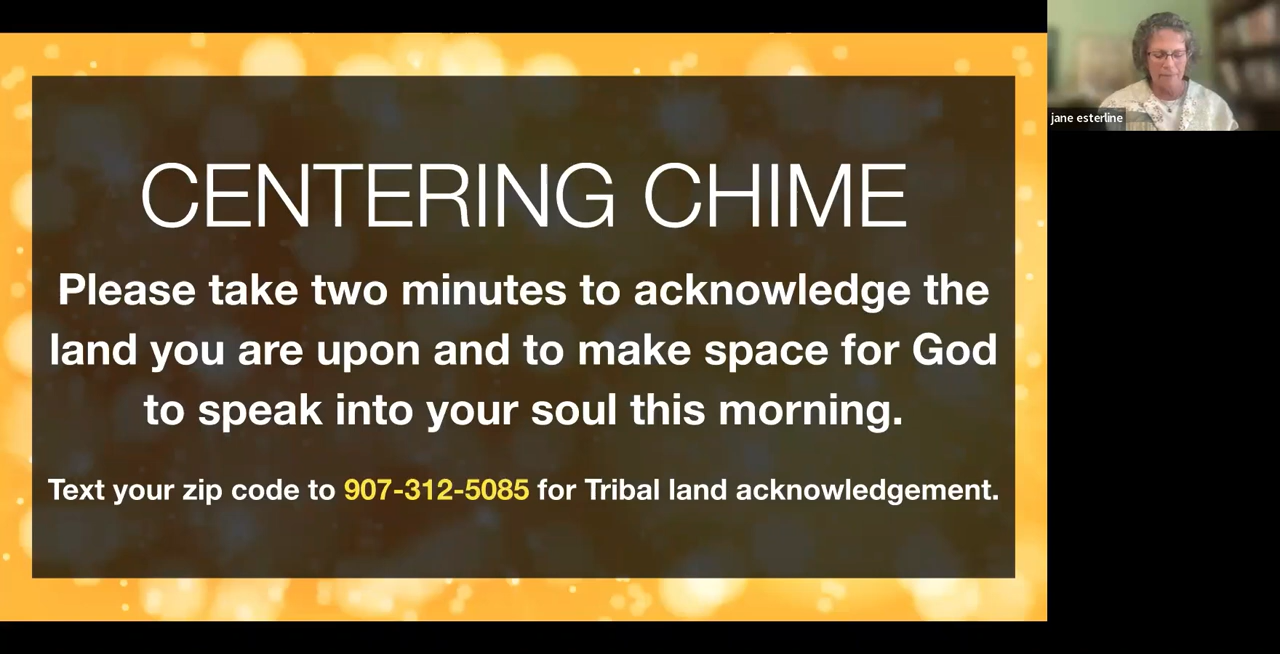 CENTERING CHIME
Please take two minutes to acknowledge the
land you are upon and to make space for God
to speak into your soul this morning.
Text your zip code to 907-312-5085 for Tribal land acknowledgement.
jane esterline